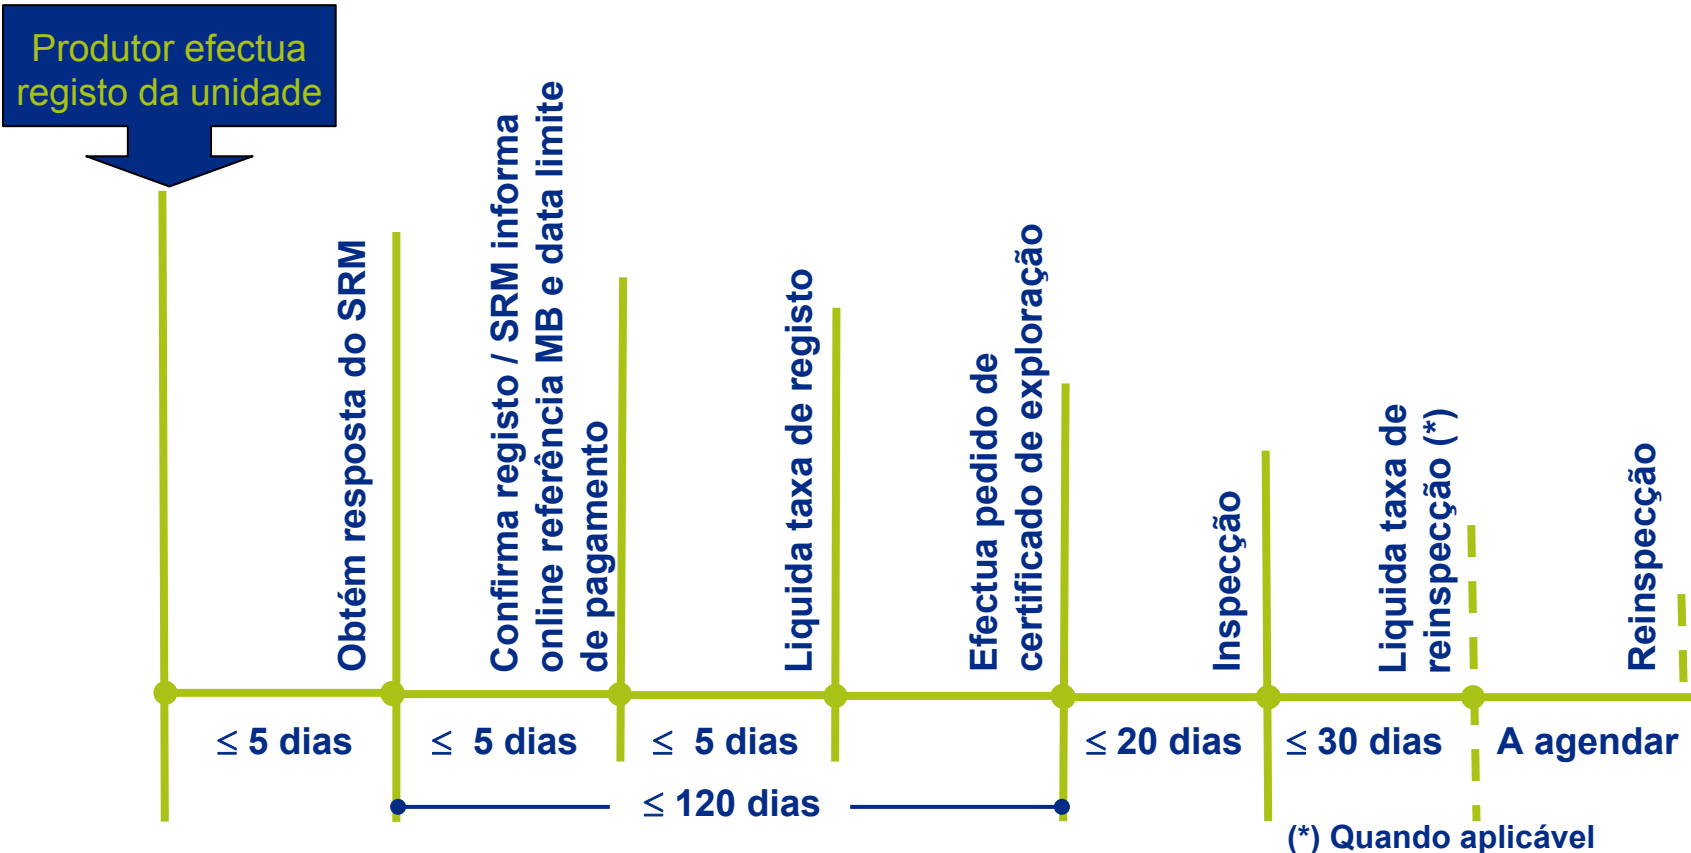 Produtor efectua
registo da unidade
Obtém resposta do SRM
Confirma registo / SRM informa
online referência MB e data limite
de pagamento
Liquida taxa de registo
Efectua pedido de
certificado de exploração
Inspecção
Liquida taxa de
reinspecção (*)
Reinspecção
≤ 5 dias
≤ 5 dias
≤ 5 dias
≤ 20 dias
≤ 30 dias
A agendar
≤ 120 dias
(*) Quando aplicável